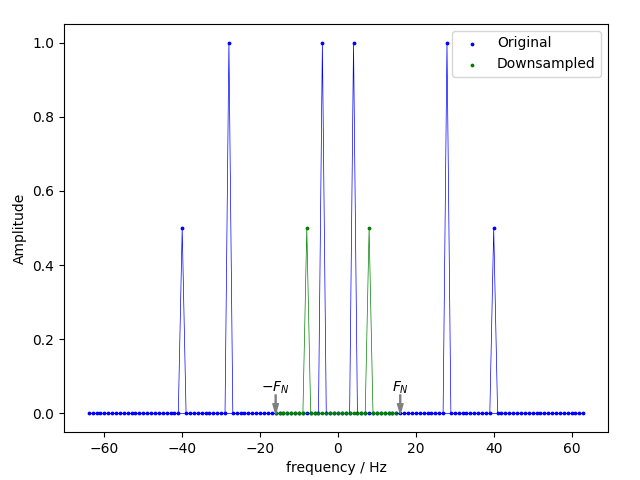 Original
Downsampled
1.0
0.8
0.6
0.4
0.2
0.0
Amplitude
$-F_N$
$F_N$
−60 −40 −20 0 20 40 60
frequency / Hz